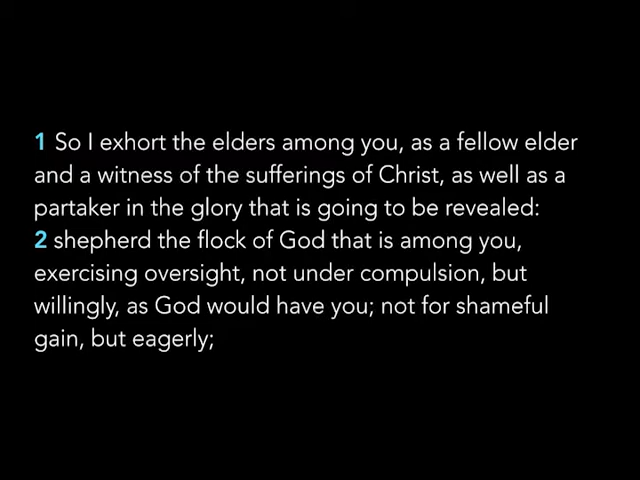 1 So I exhort the elders among you, as a fellow elder
and a witness of the sufferings of Christ, as well as a
partaker in the glory that is going to be revealed:
2 shepherd the flock of God that is among you,
exercising oversight, not under compulsion, but
willingly, as God would have you; not for shameful
gain, but eagerly;